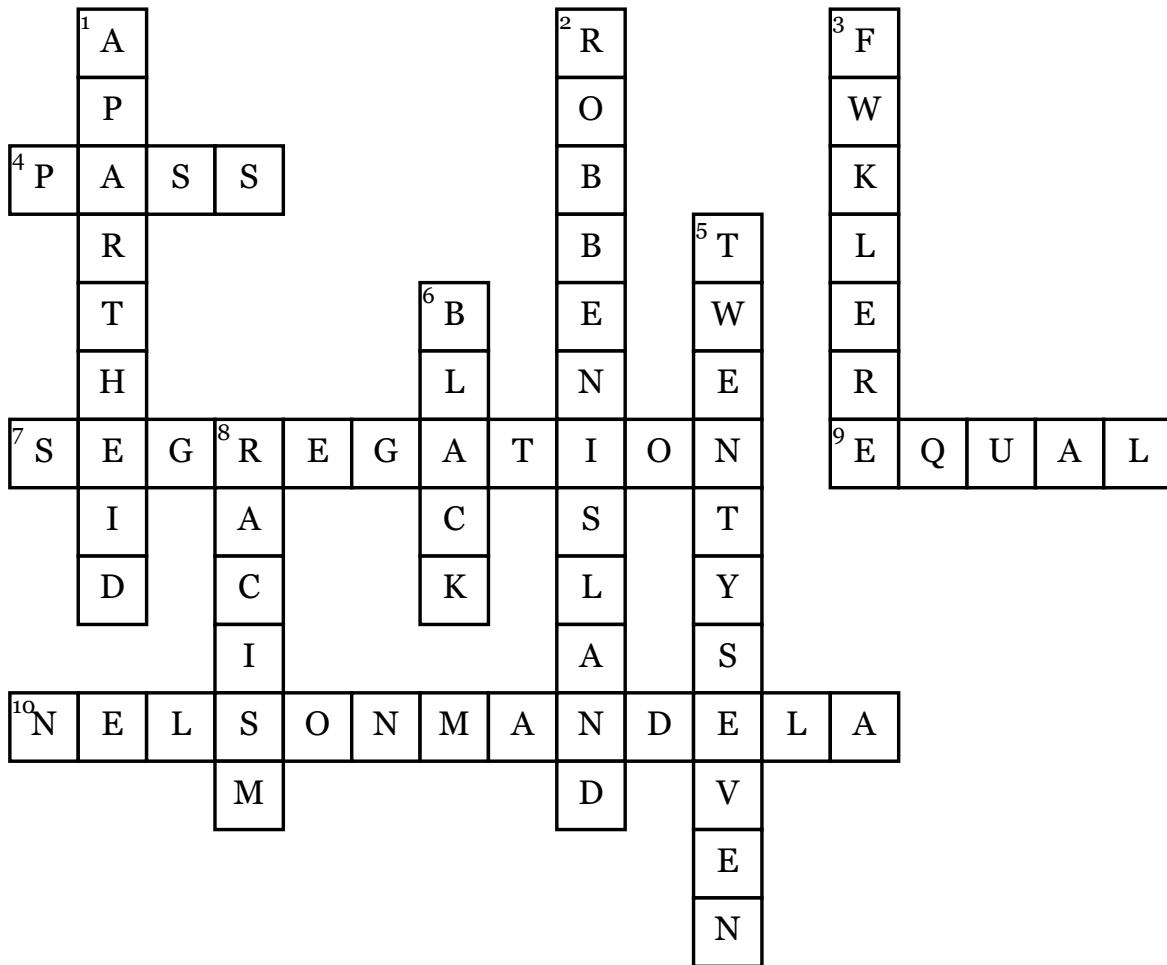 1 A 2 R 3 F
P O W
4 P A S S B K
R B 5 T L
T 6 B E W E
H L N E R
7 S E G 8 R E G A T I O N 9 E Q U A L
I A C S T
D C K L Y
I A S
10 N E L S O N M A N D E L A
M D V
E
N